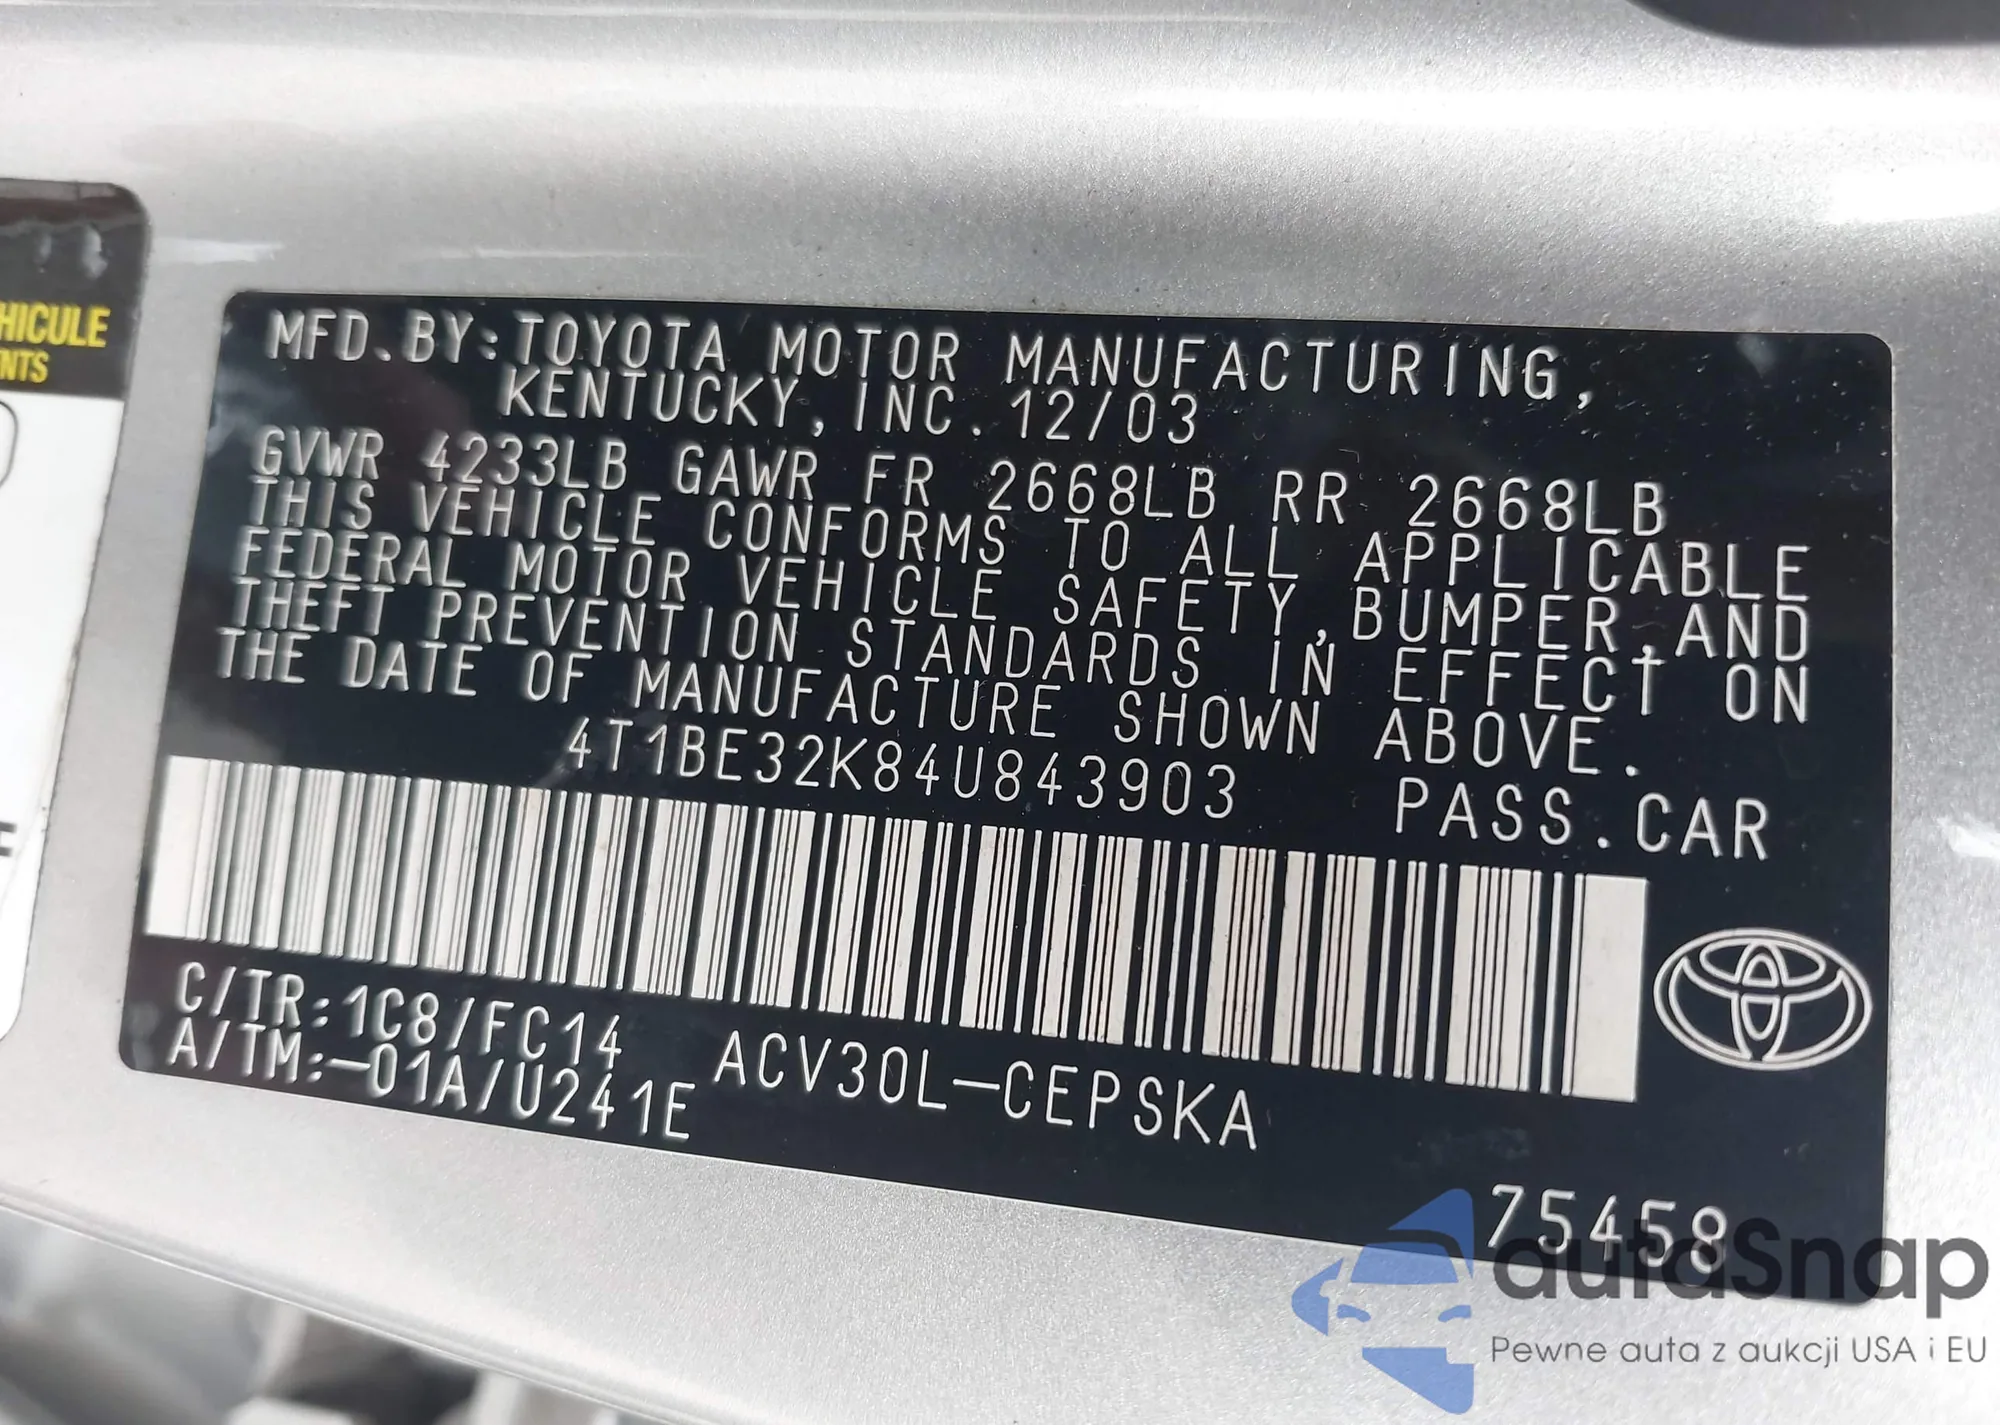 HICULE
NTS
MFD.BY:TOYOTA MOTOR MANUFACTURING,
KENTUCKY, INC. 12/03
GVWR 4233LB GAWR FR 2668LB RR 2668LB
THIS VEHICLE CONFORMS TO ALL APPLICABLE
FEDERAL MOTOR VEHICLE SAFETY,BUMPER,AND
THEFT PREVENTION STANDARDS IN EFFECT ON
THE DATE OF MANUFACTURE SHOWN ABOVE.
4T1BE32K84U843903 PASS.CAR
C/TR:1C8/FC14
A/TM:-01A/U241E
ACV30L-CEPSKA
75458
autoSnap
Pewne auta z aukcji USA i EU